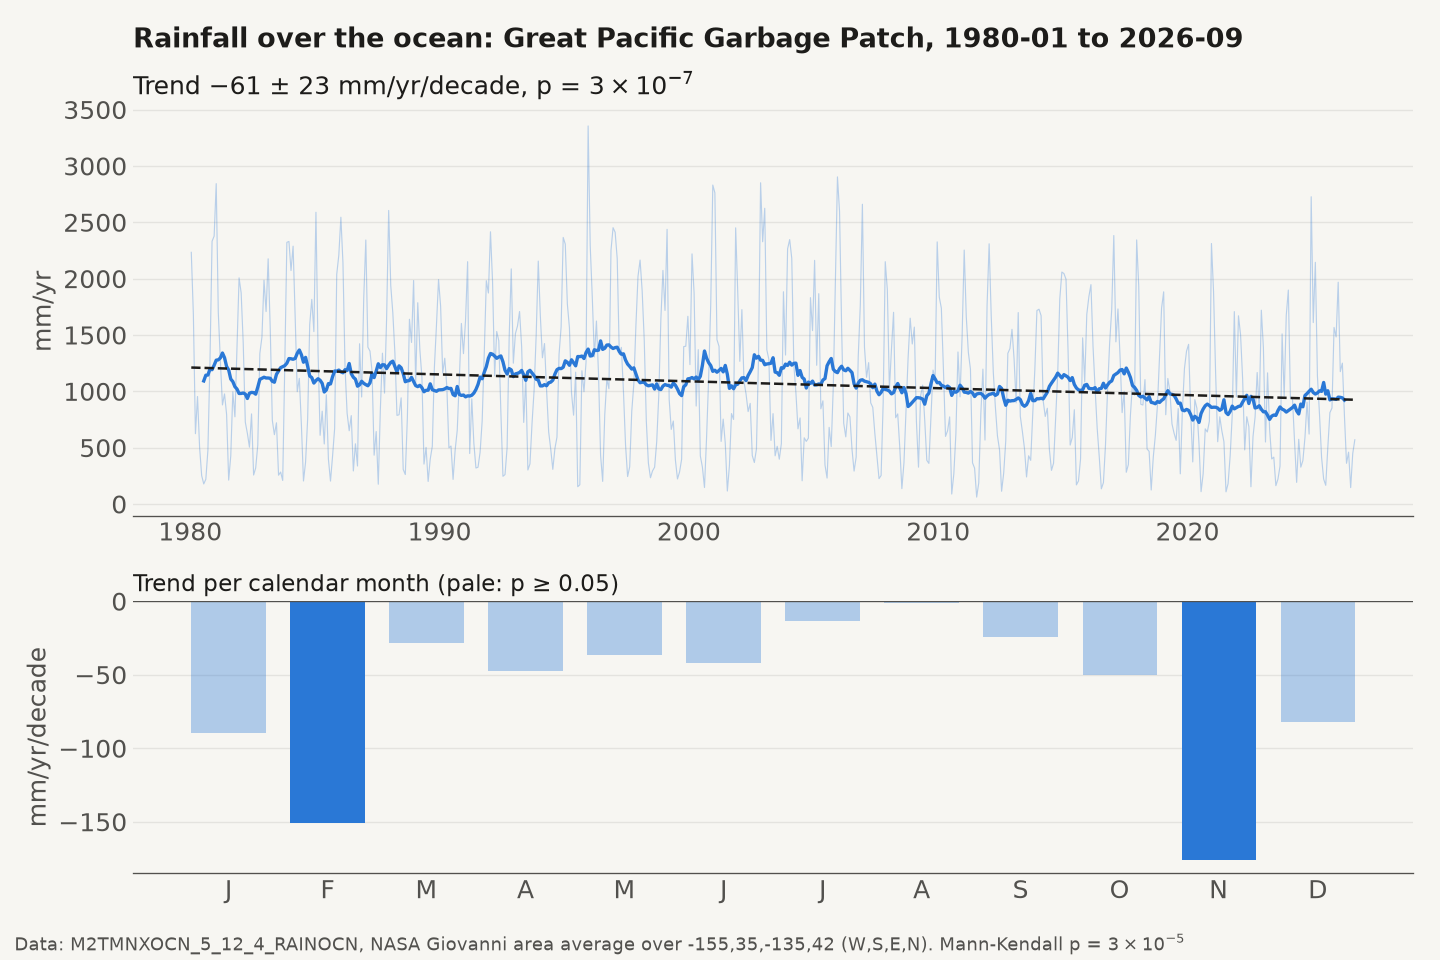 Rainfall over the ocean: Great Pacific Garbage Patch, 1980-01 to 2026-09
Trend −61 ± 23 mm/yr/decade, p = 3 × 10⁻⁷
3500
3000
2500
2000
1500
1000
500
0
mm/yr
1980 1990 2000 2010 2020
Trend per calendar month (pale: p ≥ 0.05)
0
−50
−100
−150
mm/yr/decade
J F M A M J J A S O N D
Data: M2TMNXOCN_5_12_4_RAINOCN, NASA Giovanni area average over -155,35,-135,42 (W,S,E,N). Mann-Kendall p = 3 × 10⁻⁵